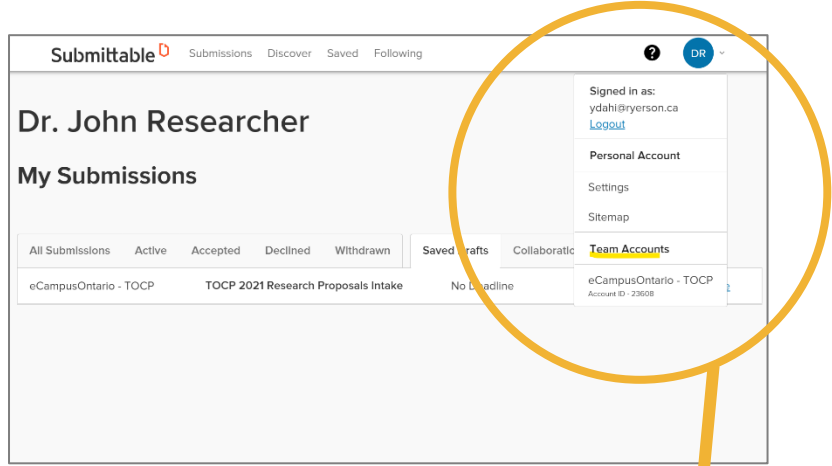 Submittable Submissions Discover Saved Following ? DR
Signed in as:
ydahi@ryerson.ca
Logout
Dr. John Researcher
Personal Account
My Submissions
Settings
Sitemap
All Submissions Active Accepted Declined Withdrawn Saved Drafts Team Accounts
eCampusOntario - TOCP TOCP 2021 Research Proposals Intake No Deadline eCampusOntario - TOCP
Account ID - 23608